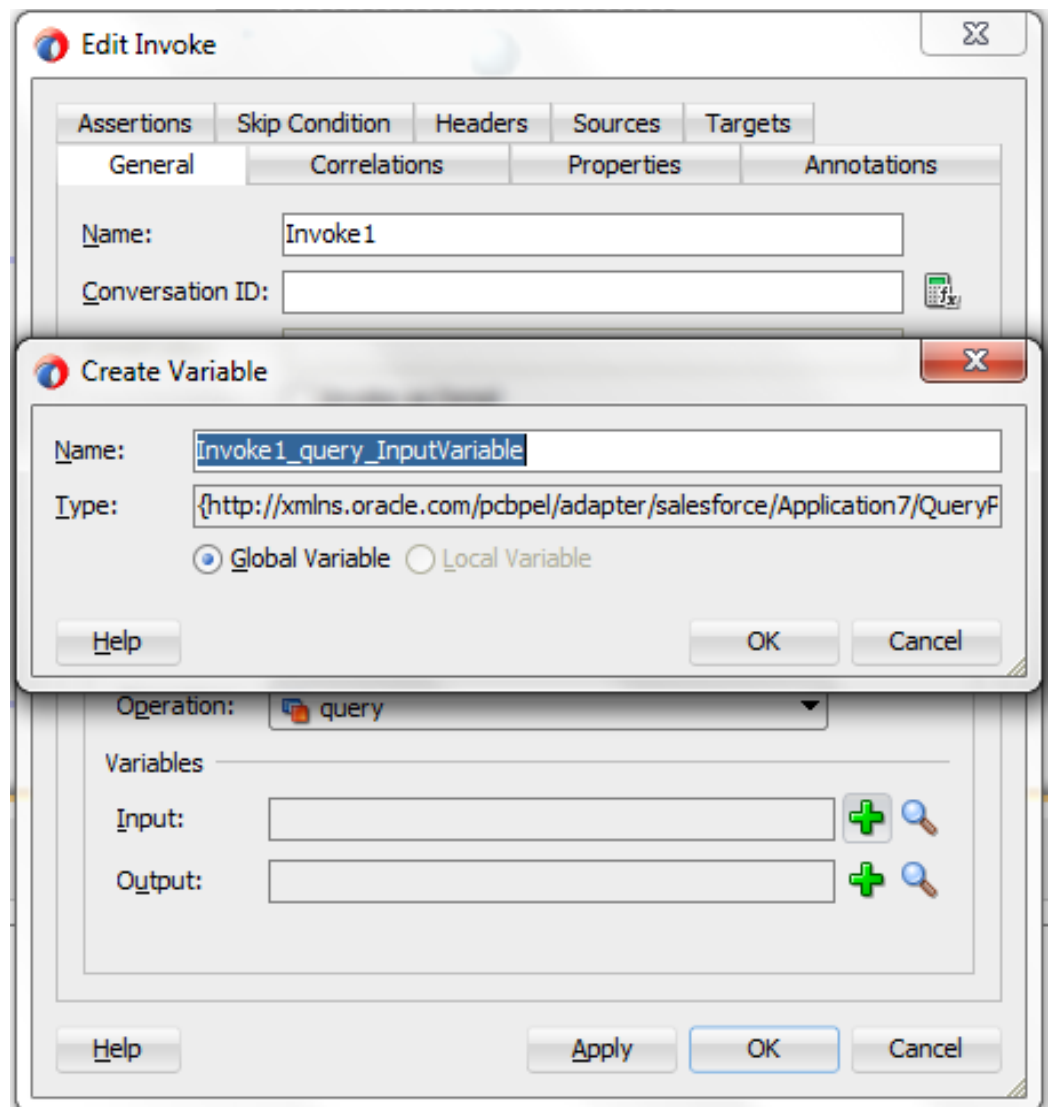 Edit Invoke
Assertions Skip Condition Headers Sources Targets
General Correlations Properties Annotations
Name: Invoke1
Conversation ID:
Create Variable
Name: Invoke1_query_InputVariable
Type: {http://xmlns.oracle.com/pcbpel/adapter/salesforce/Application7/QueryP
Global Variable Local Variable
Help OK Cancel
Operation: query
Variables
Input:
Output:
Help Apply OK Cancel